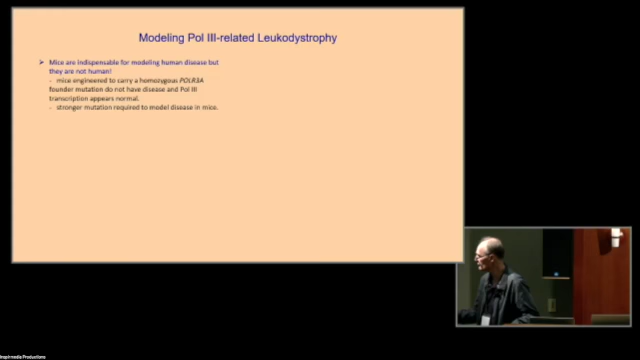 Modeling Pol III-related Leukodystrophy
➢ Mice are indispensable for modeling human disease but
they are not human!
- mice engineered to carry a homozygous POLR3A
founder mutation do not have disease and Pol III
transcription appears normal.
- stronger mutation required to model disease in mice.
Inspirmedia Productions